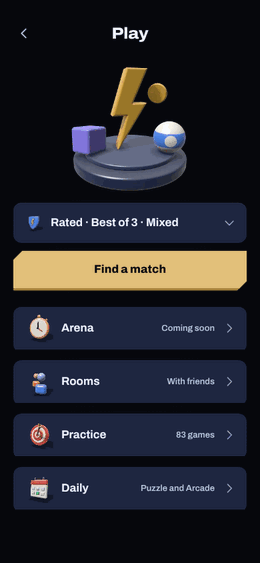 Play
Rated · Best of 3 · Mixed
Find a match
Arena Coming soon
Rooms With friends
Practice 83 games
Daily Puzzle and Arcade